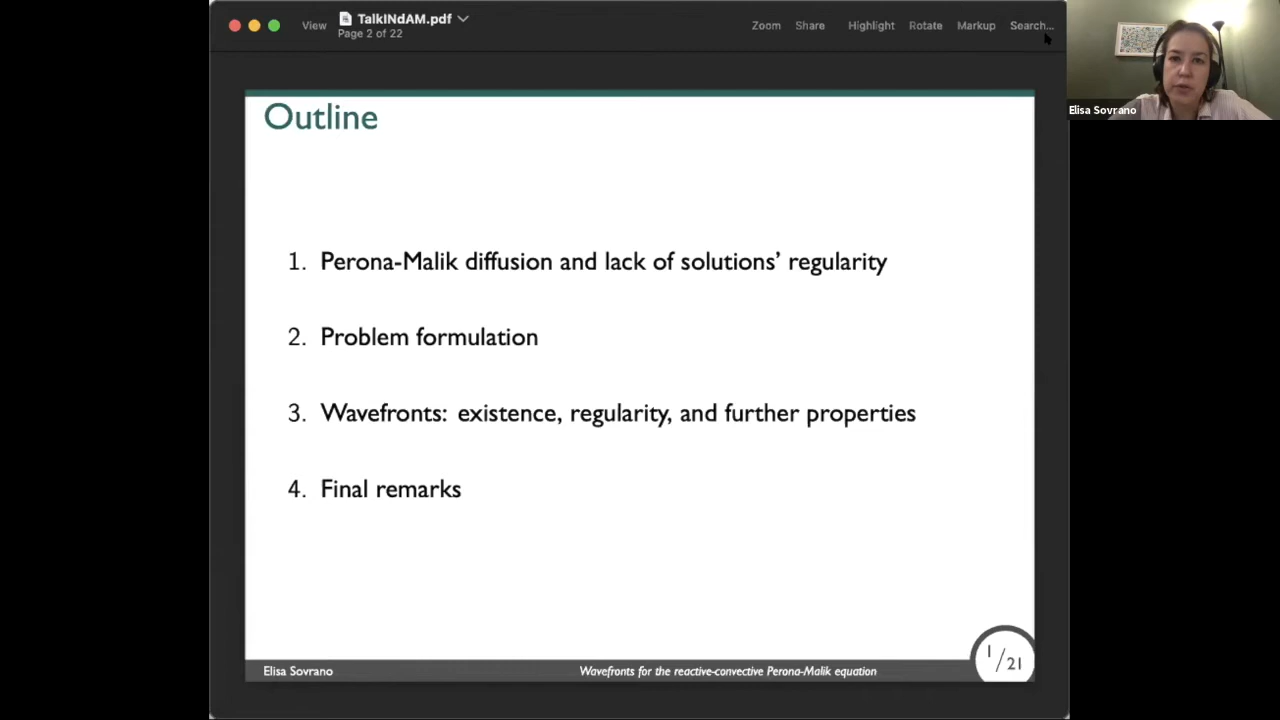 View
TalkINdAM.pdf
Page 2 of 22
Zoom
Share
Highlight
Rotate
Markup
Search...
Elisa Sovrano
Outline
1. Perona-Malik diffusion and lack of solutions’ regularity
2. Problem formulation
3. Wavefronts: existence, regularity, and further properties
4. Final remarks
Elisa Sovrano
Wavefronts for the reactive-convective Perona-Malik equation
1/21